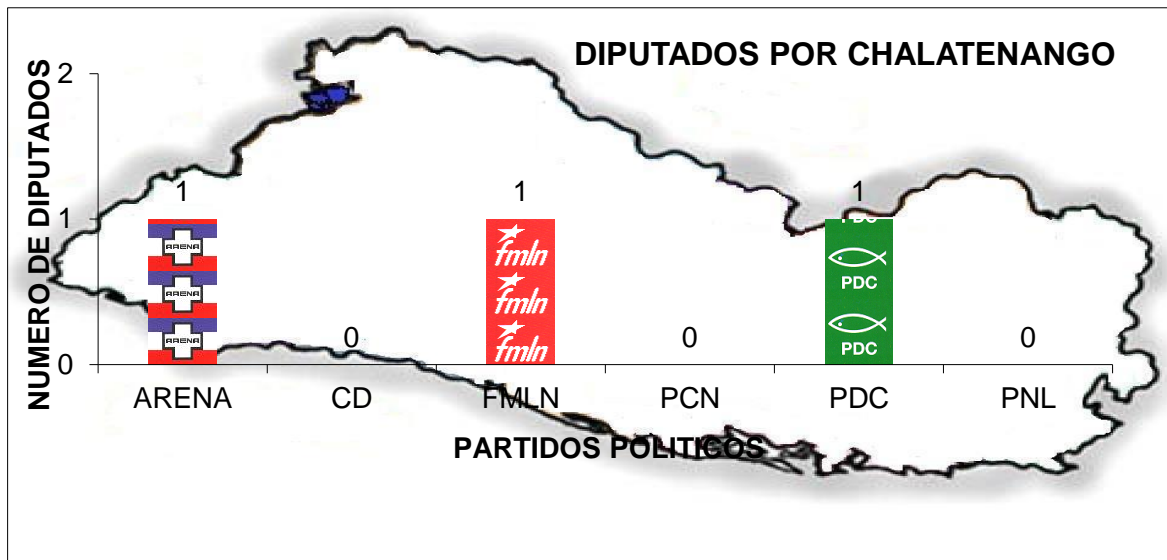 DIPUTADOS POR CHALATENANGO
NUMERO DE DIPUTADOS
2
1
0
1
0
1
0
1
0
ARENA
ARENA
ARENA
fmln
fmln
fmln
PDC
PDC
PDC
ARENA CD FMLN PCN PDC PNL
PARTIDOS POLITICOS